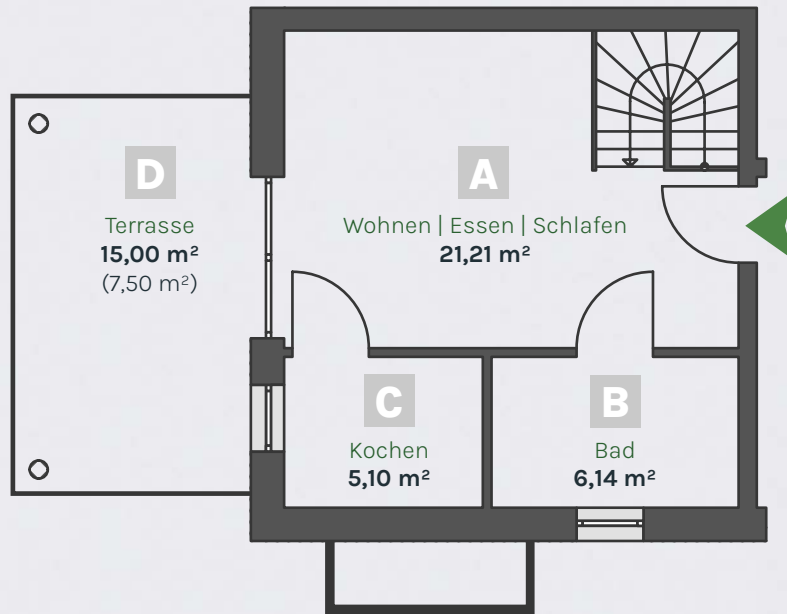 A
Wohnen | Essen | Schlafen
21,21 m²
D
Terrasse
15,00 m²
(7,50 m²)
C
Kochen
5,10 m²
B
Bad
6,14 m²